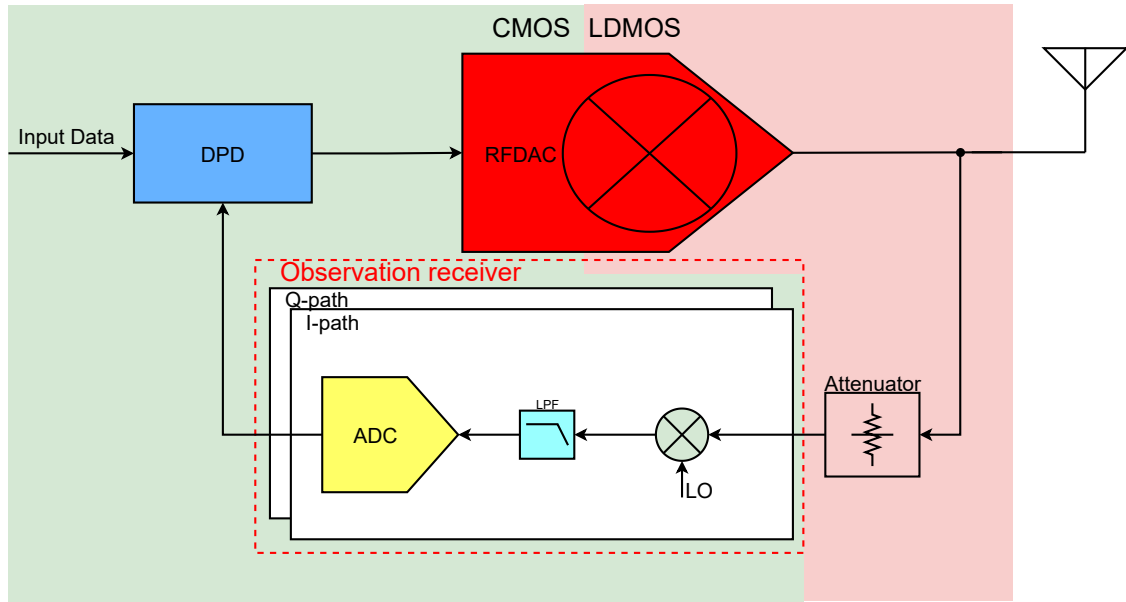 CMOS LDMOS
Input Data
DPD
RFDAC
Observation receiver
Q-path
I-path
Attenuator
LPF
ADC
LO